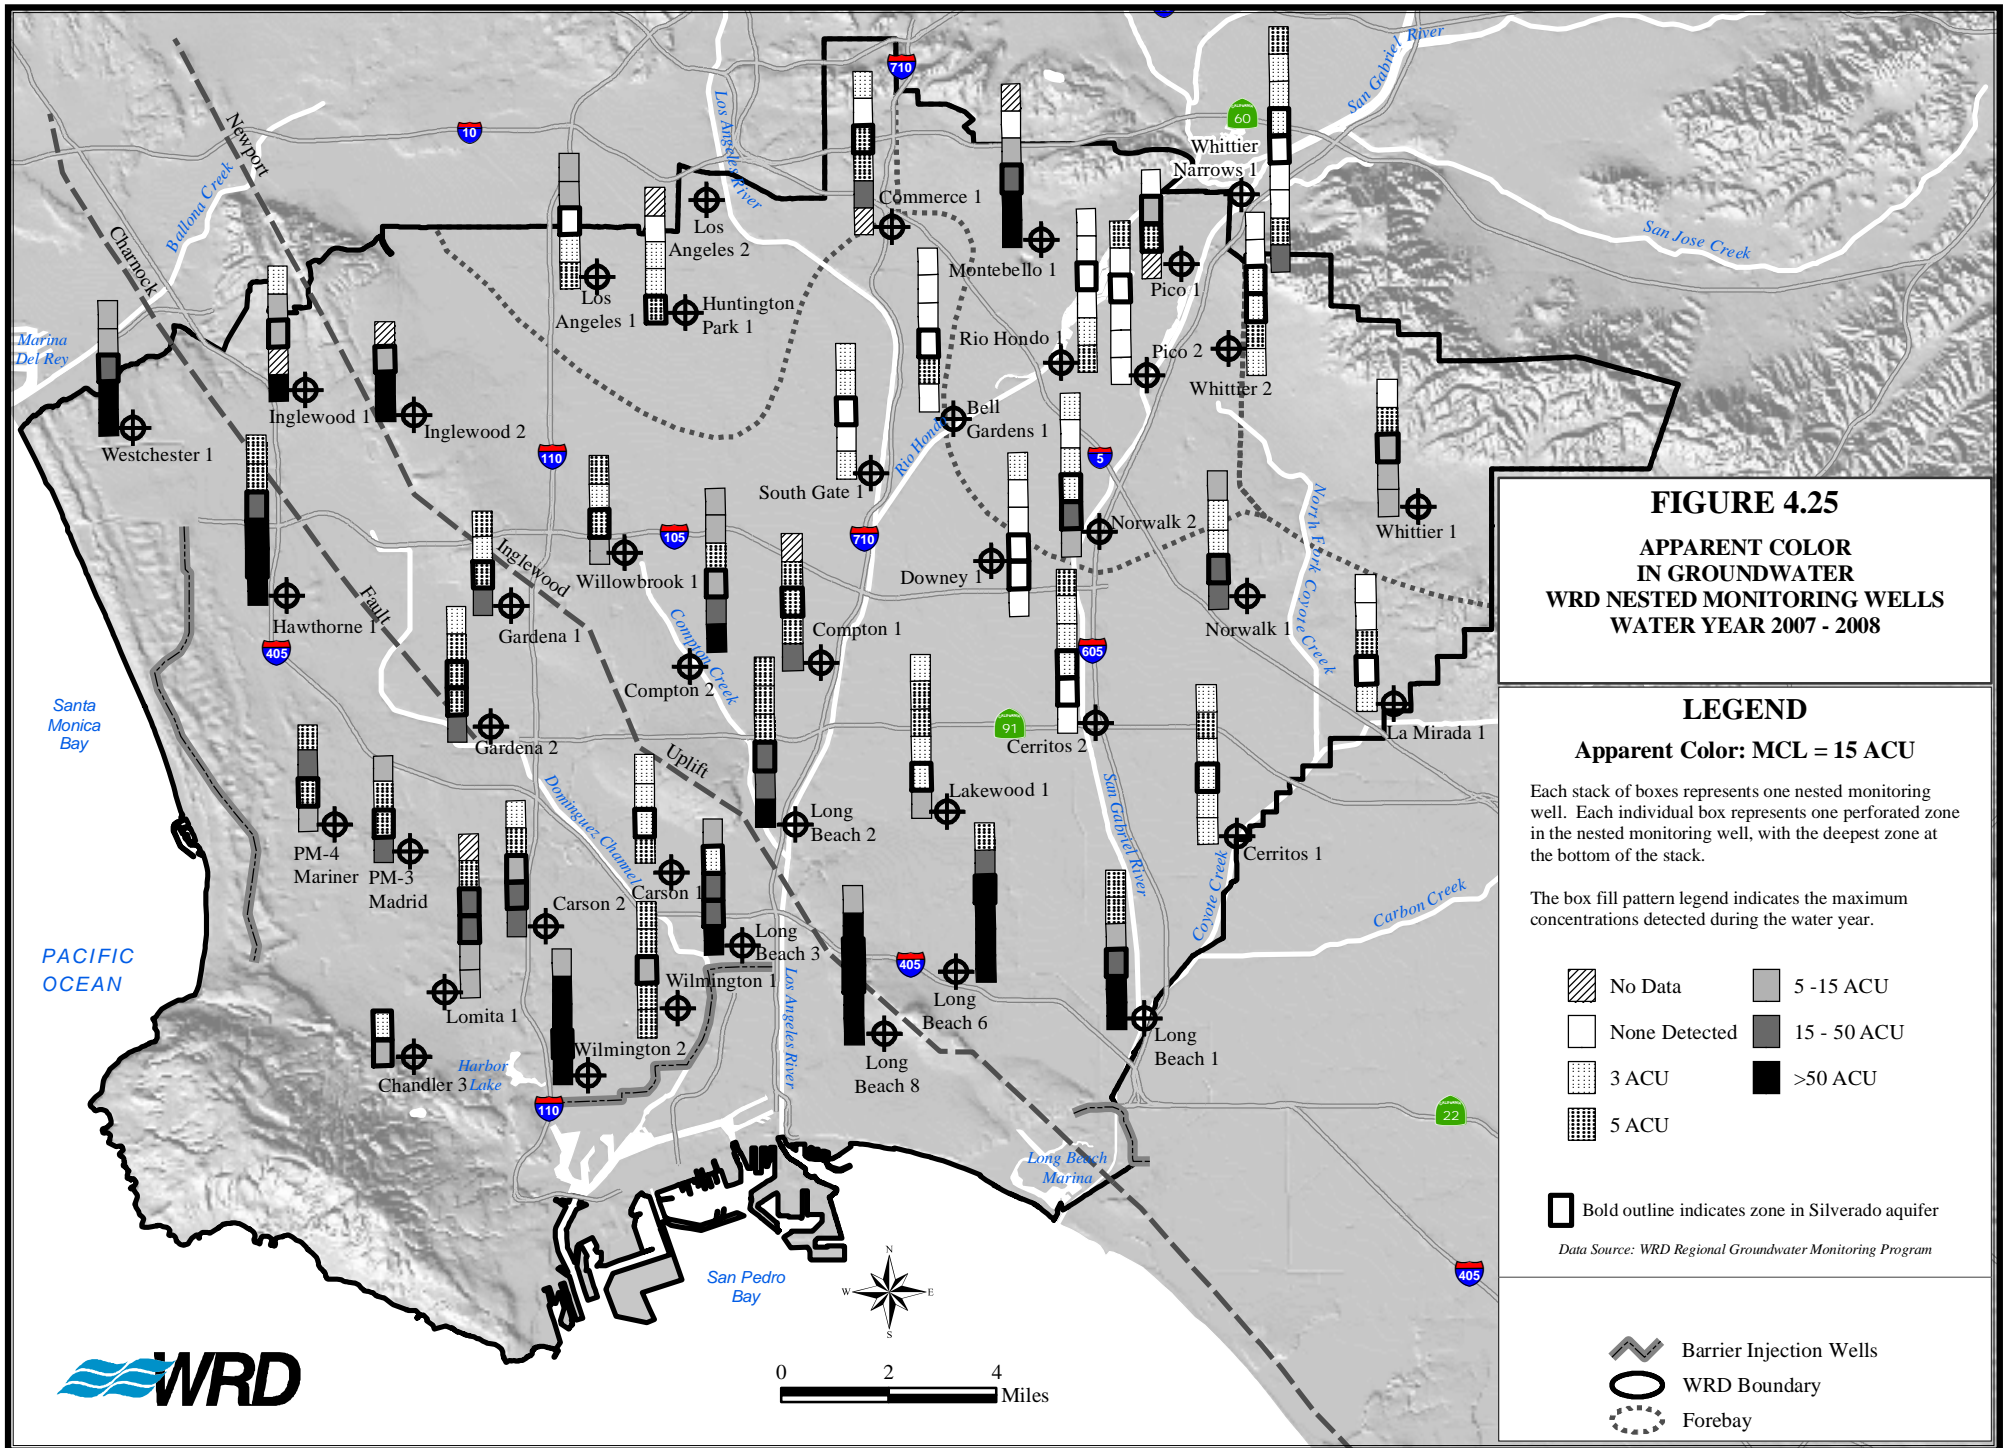 FIGURE 4.25
APPARENT COLOR
IN GROUNDWATER
WRD NESTED MONITORING WELLS
WATER YEAR 2007 - 2008
LEGEND
Apparent Color: MCL = 15 ACU
Each stack of boxes represents one nested monitoring
well. Each individual box represents one perforated zone
in the nested monitoring well, with the deepest zone at
the bottom of the stack.
The box fill pattern legend indicates the maximum
concentrations detected during the water year.
No Data
None Detected
3 ACU
5 ACU
5 -15 ACU
15 - 50 ACU
>50 ACU
Bold outline indicates zone in Silverado aquifer
Data Source: WRD Regional Groundwater Monitoring Program
Barrier Injection Wells
WRD Boundary
Forebay
710
10
CALIFORNIA
60
San Gabriel River
Newport
Los Angeles River
Whittier
Narrows 1
Ballona Creek
Commerce 1
Los
Angeles 2
Charnock
San Jose Creek
Montebello 1
Pico 1
Los
Angeles 1
Huntington
Park 1
Marina
Del Rey
Rio Hondo 1
Pico 2
Whittier 2
Inglewood 1
Inglewood 2
Bell
Gardens 1
Rio Hondo
Westchester 1
110
5
South Gate 1
North Fork Coyote Creek
Whittier 1
105
710
Norwalk 2
Inglewood
Willowbrook 1
Downey 1
Fault
Hawthorne 1
Gardena 1
Compton Creek
Compton 1
Norwalk 1
405
605
Compton 2
Santa
Monica
Bay
Gardena 2
CALIFORNIA
91
Cerritos 2
La Mirada 1
Uplift
Dominguez Channel
San Gabriel River
Lakewood 1
Long
Beach 2
PM-4
Mariner
PM-3
Madrid
Cerritos 1
Coyote Creek
Carson 1
Carson 2
Carbon Creek
Long
Beach 3
PACIFIC
OCEAN
405
Wilmington 1
Los Angeles River
Long
Beach 6
Lomita 1
Wilmington 2
Long
Beach 1
Chandler 3
Harbor
Lake
Long
Beach 8
110
CALIFORNIA
22
Long Beach
Marina
San Pedro
Bay
N
W
E
S
405
WRD
0
2
4
Miles